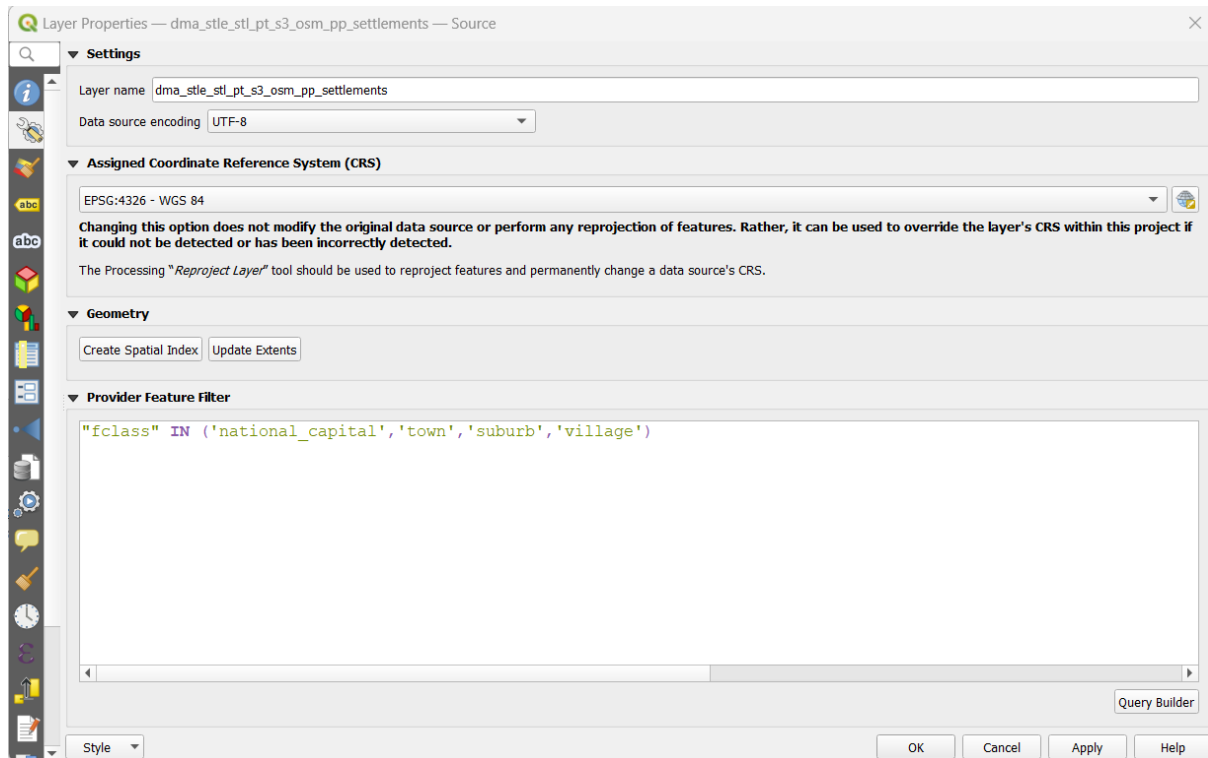 Layer Properties — dma_stle_stl_pt_s3_osm_pp_settlements — Source
Settings
Layer name dma_stle_stl_pt_s3_osm_pp_settlements
Data source encoding UTF-8
Assigned Coordinate Reference System (CRS)
EPSG:4326 - WGS 84
Changing this option does not modify the original data source or perform any reprojection of features. Rather, it can be used to override the layer's CRS within this project if
it could not be detected or has been incorrectly detected.
The Processing "Reproject Layer" tool should be used to reproject features and permanently change a data source's CRS.
Geometry
Create Spatial Index Update Extents
Provider Feature Filter
"fclass" IN ('national_capital','town','suburb','village')
Query Builder
Style OK Cancel Apply Help
abc
abc